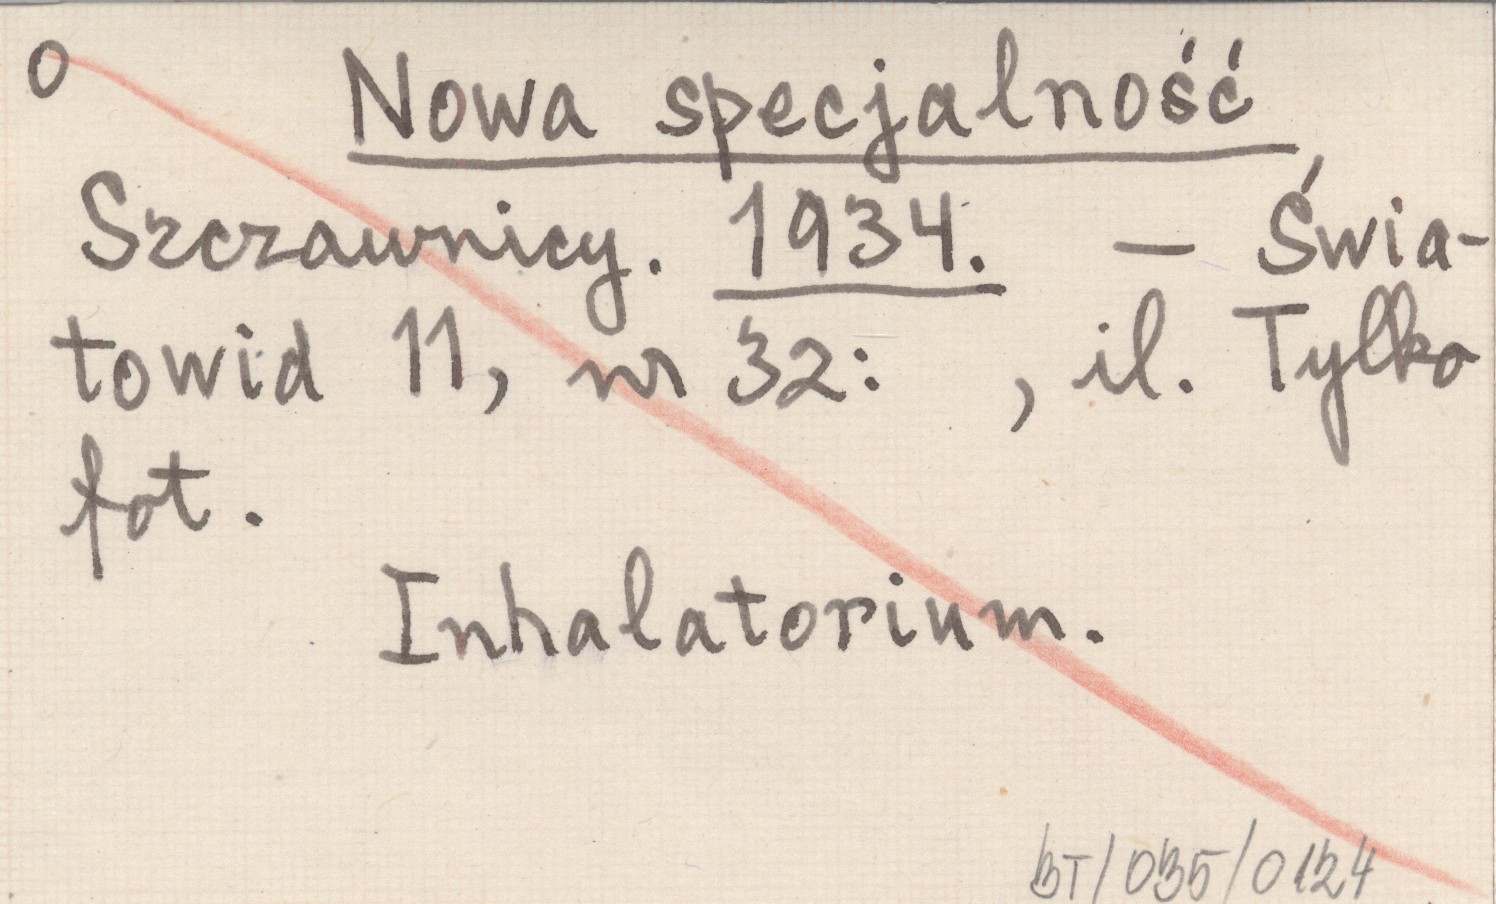 O Nowa specjalność
Szczawnicy. 1934. — Świa-
towid 11, nr 32: , il. Tylko
fot.
Inhalatorium.
BT/035/0124